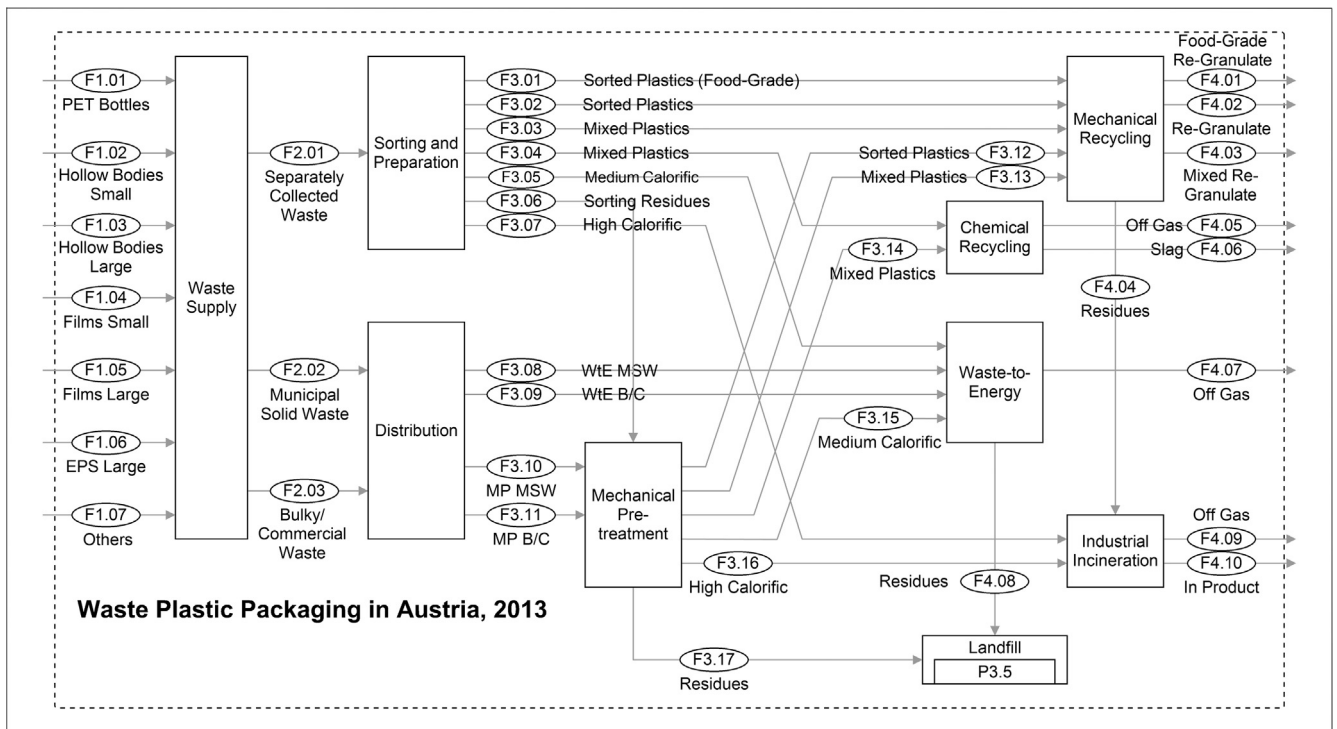 F1.01
PET Bottles
F1.02
Hollow Bodies
Small
F1.03
Hollow Bodies
Large
F1.04
Films Small
F1.05
Films Large
F1.06
EPS Large
F1.07
Others
Waste
Supply
F2.01
Separately
Collected
Waste
F2.02
Municipal
Solid Waste
F2.03
Bulky/
Commercial
Waste
Sorting and
Preparation
Distribution
F3.01 Sorted Plastics (Food-Grade)
F3.02 Sorted Plastics
F3.03 Mixed Plastics
F3.04 Mixed Plastics
F3.05 Medium Calorific
F3.06 Sorting Residues
F3.07 High Calorific
F3.08 WtE MSW
F3.09 WtE B/C
F3.10
MP MSW
F3.11
MP B/C
Mechanical
Pre-
treatment
Sorted Plastics F3.12
Mixed Plastics F3.13
F3.14
Mixed Plastics
F3.15
Medium Calorific
F3.16
High Calorific
F3.17
Residues
Mechanical
Recycling
Chemical
Recycling
Waste-to-
Energy
Industrial
Incineration
Landfill
P3.5
Food-Grade
Re-Granulate
F4.01
F4.02
Re-Granulate
F4.03
Mixed Re-
Granulate
F4.04
Residues
Off Gas F4.05
Slag F4.06
F4.07
Off Gas
Residues F4.08
Off Gas
F4.09
F4.10
In Product
Waste Plastic Packaging in Austria, 2013